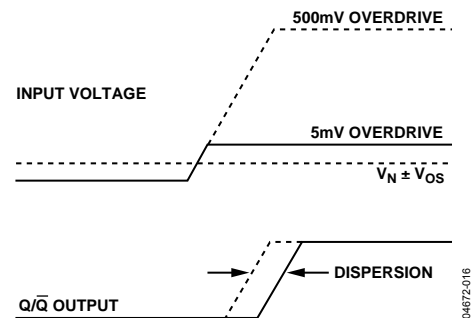 500mV OVERDRIVE
INPUT VOLTAGE
5mV OVERDRIVE
V_N ± V_OS
DISPERSION
Q/Q̅ OUTPUT
04672-016